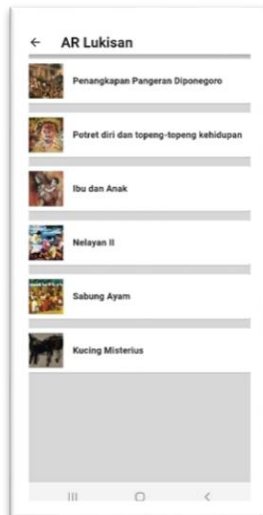 AR Lukisan
Penangkapan Pangeran Diponegoro
Potret diri dan topeng-topeng kehidupan
Ibu dan Anak
Nelayan II
Sabung Ayam
Kucing Misterius